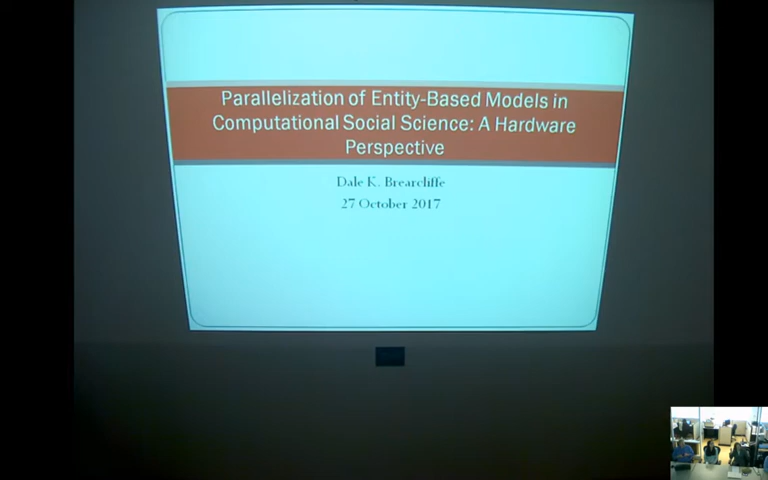 Parallelization of Entity-Based Models in
Computational Social Science: A Hardware
Perspective
Dale K. Brearcliffe
27 October 2017